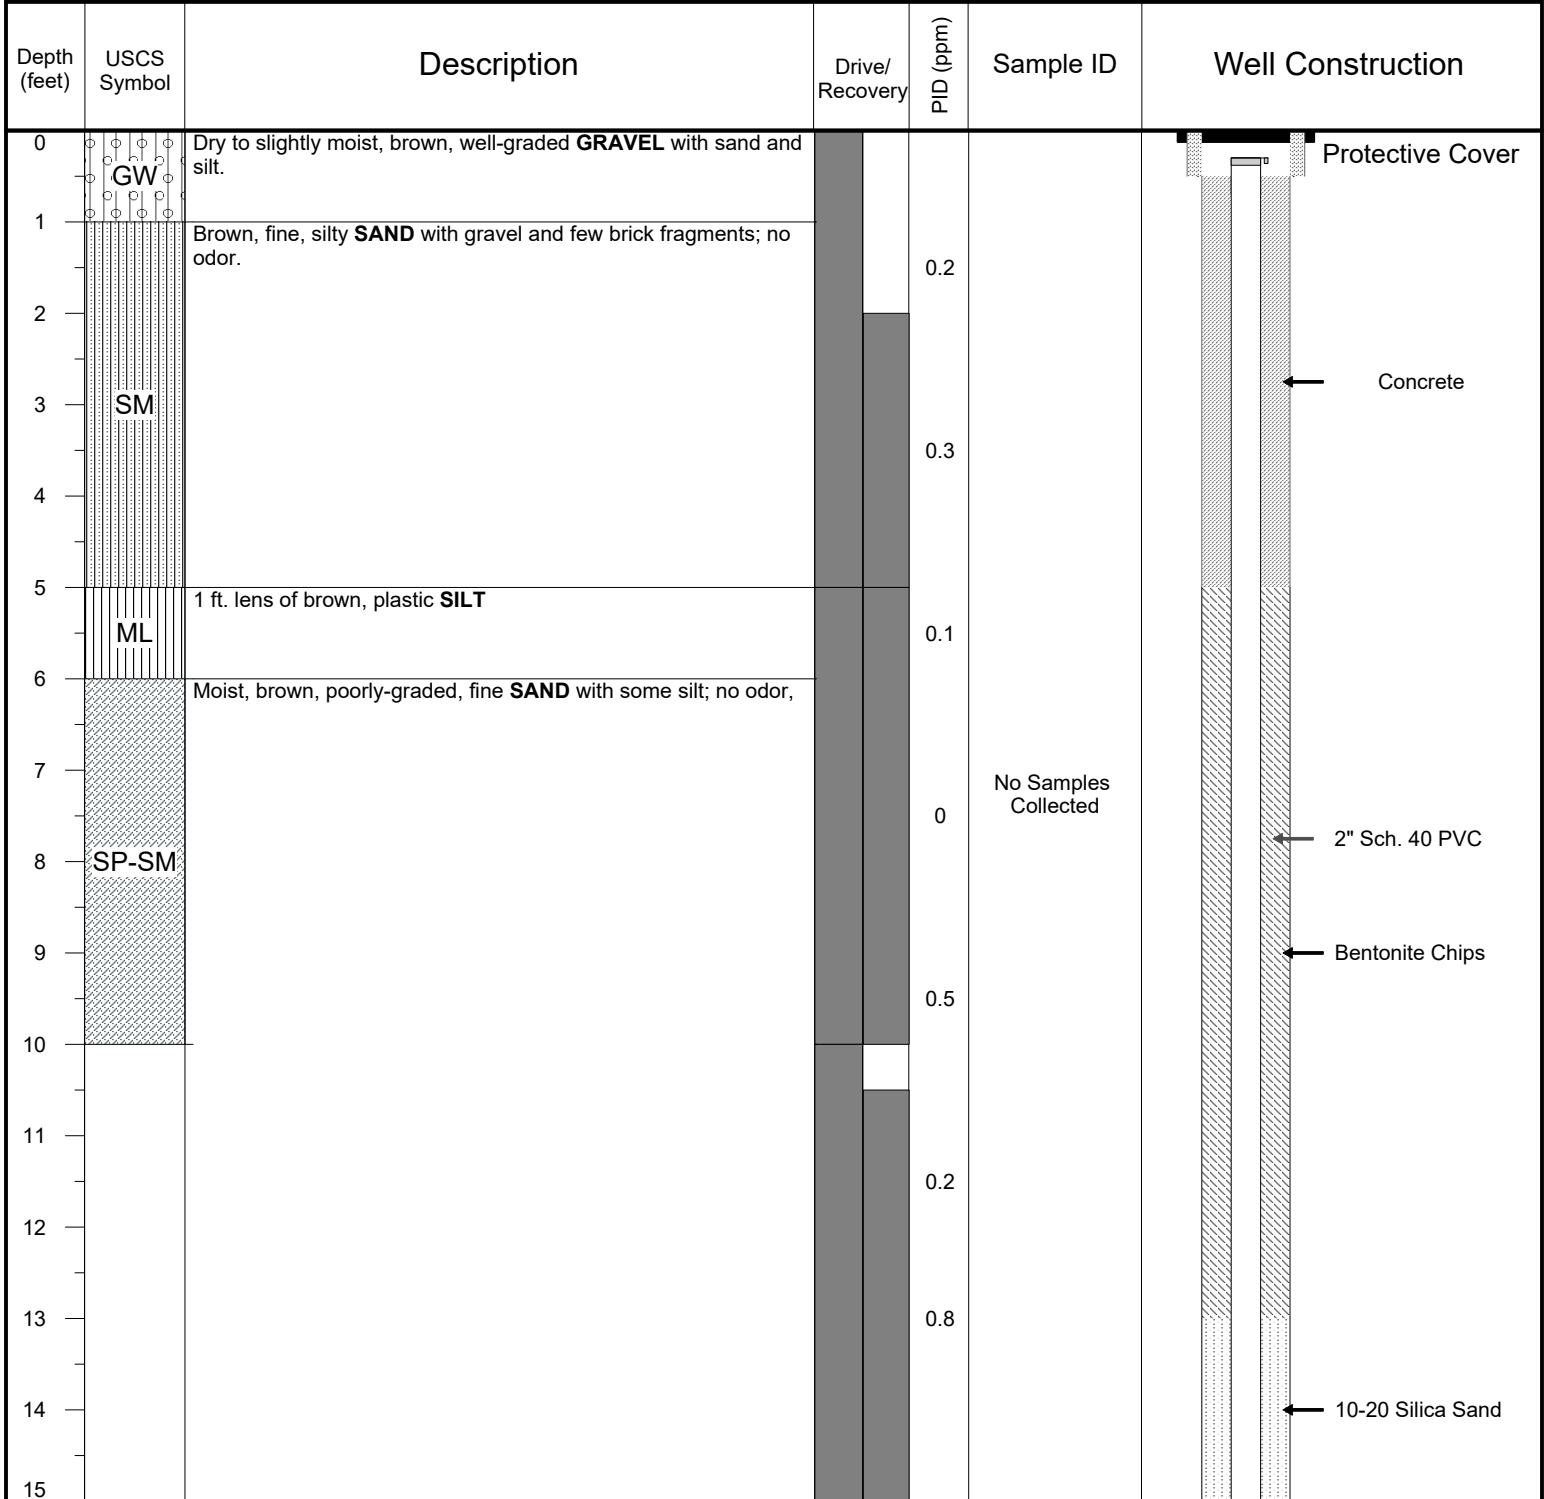 Depth
(feet)
USCS
Symbol
Description
Drive/
Recovery
PID (ppm)
Sample ID
Well Construction
0
Dry to slightly moist, brown, well-graded GRAVEL with sand and
silt.
GW
Protective Cover
1
Brown, fine, silty SAND with gravel and few brick fragments; no
odor.
0.2
2
Concrete
3
SM
0.3
4
5
1 ft. lens of brown, plastic SILT
ML
0.1
6
Moist, brown, poorly-graded, fine SAND with some silt; no odor,
7
No Samples
Collected
0
2" Sch. 40 PVC
8
SP-SM
9
Bentonite Chips
0.5
10
11
0.2
12
13
0.8
14
10-20 Silica Sand
15